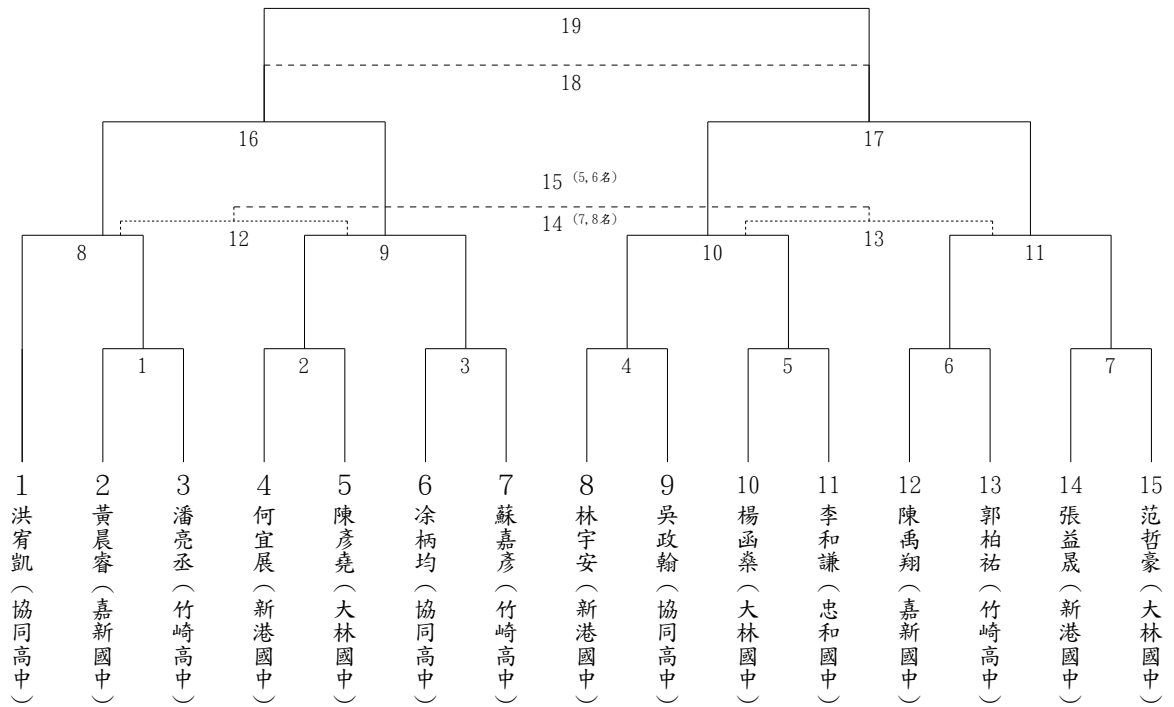 19
18
16
17
15 (5,6名)
14 (7,8名)
12
13
8
9
10
11
1
2
3
4
5
6
7
1 洪宥凱（協同高中）
2 黃晨睿（嘉新國中）
3 潘亮丞（竹崎高中）
4 何宜展（新港國中）
5 陳彥堯（大林國中）
6 凃柄均（協同高中）
7 蘇嘉彥（竹崎高中）
8 林宇安（新港國中）
9 吳政翰（協同高中）
10 楊函燊（大林國中）
11 李和謙（忠和國中）
12 陳禹翔（嘉新國中）
13 郭柏祐（竹崎高中）
14 張益晟（新港國中）
15 范哲豪（大林國中）